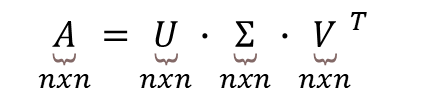 A = U · Σ · V ᵀ
nxn nxn nxn nxn